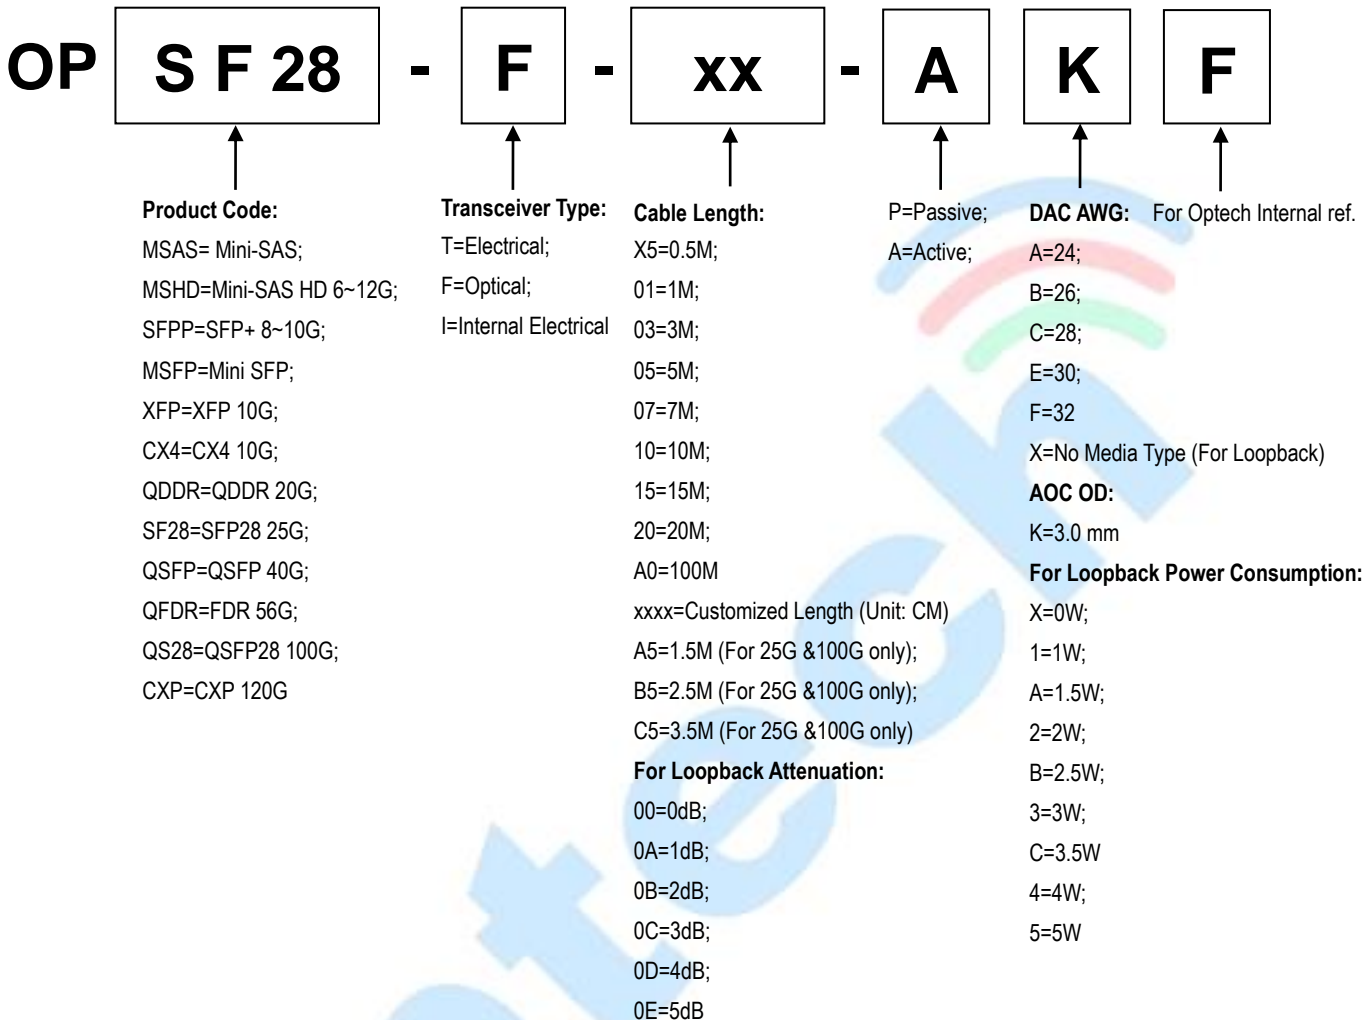 OP S F 28 - F - xx - A K F
Product Code:
MSAS= Mini-SAS;
MSHD=Mini-SAS HD 6~12G;
SFPP=SFP+ 8~10G;
MSFP=Mini SFP;
XFP=XFP 10G;
CX4=CX4 10G;
QDDR=QDDR 20G;
SF28=SFP28 25G;
QSFP=QSFP 40G;
QFDR=FDR 56G;
QS28=QSFP28 100G;
CXP=CXP 120G
Transceiver Type:
T=Electrical;
F=Optical;
I=Internal Electrical
Cable Length:
X5=0.5M;
01=1M;
03=3M;
05=5M;
07=7M;
10=10M;
15=15M;
20=20M;
A0=100M
xxxx=Customized Length (Unit: CM)
A5=1.5M (For 25G &100G only);
B5=2.5M (For 25G &100G only);
C5=3.5M (For 25G &100G only)
For Loopback Attenuation:
00=0dB;
0A=1dB;
0B=2dB;
0C=3dB;
0D=4dB;
0E=5dB
P=Passive;
A=Active;
DAC AWG:
A=24;
B=26;
C=28;
E=30;
F=32
X=No Media Type (For Loopback)
AOC OD:
K=3.0 mm
For Loopback Power Consumption:
X=0W;
1=1W;
A=1.5W;
2=2W;
B=2.5W;
3=3W;
C=3.5W
4=4W;
5=5W
For Optech Internal ref.
tech